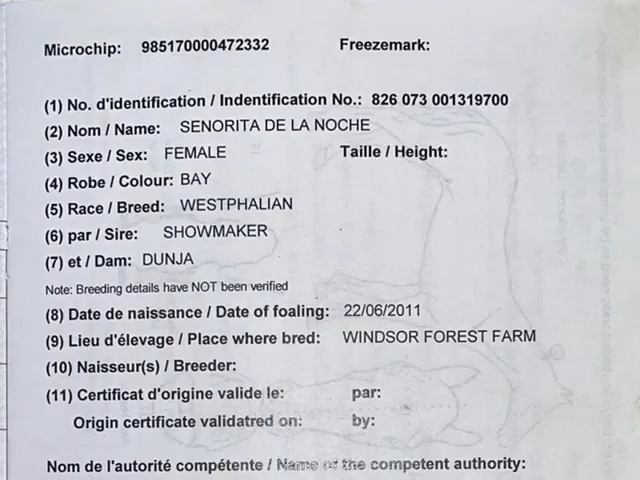 Microchip: 985170000472332 Freezemark:
(1) No. d'identification / Indentification No.: 826 073 001319700
(2) Nom / Name: SENORITA DE LA NOCHE
(3) Sexe / Sex: FEMALE Taille / Height:
(4) Robe / Colour: BAY
(5) Race / Breed: WESTPHALIAN
(6) par / Sire: SHOWMAKER
(7) et / Dam: DUNJA
Note: Breeding details have NOT been verified
(8) Date de naissance / Date of foaling: 22/06/2011
(9) Lieu d'élevage / Place where bred: WINDSOR FOREST FARM
(10) Naisseur(s) / Breeder:
(11) Certificat d'origine valide le: par:
Origin certificate validatred on: by:
Nom de l'autorité compétente / Name of the competent authority: